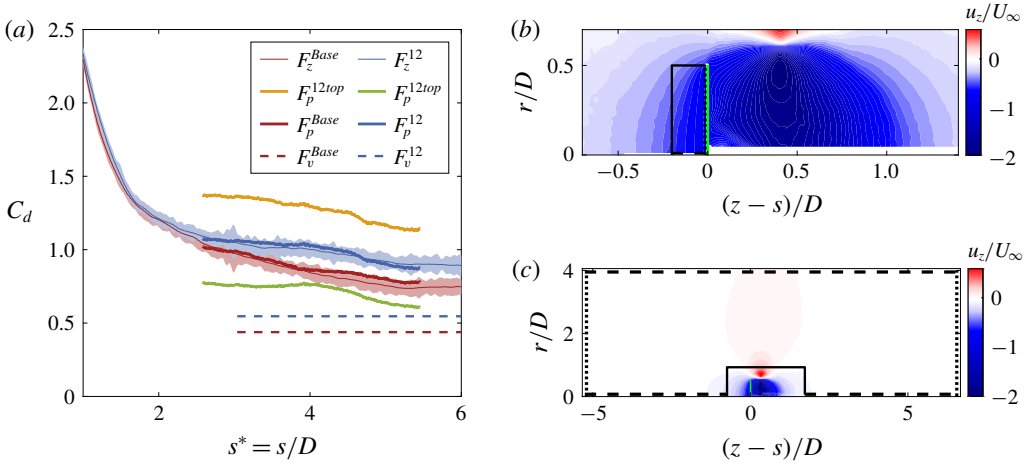 (a)
2.5
2.0
1.5
1.0
0.5
0
C_d
2
4
6
s* = s/D
F_z^{Base} F_z^{12}
F_p^{12top} F_p^{12top}
F_p^{Base} F_p^{12}
F_v^{Base} F_v^{12}
(b)
u_z/U_∞
r/D
0.5
0
−0.5
0
0.5
1.0
(z − s)/D
0
−1
−2
(c)
u_z/U_∞
r/D
4
2
0
−5
0
5
(z − s)/D
0
−1
−2